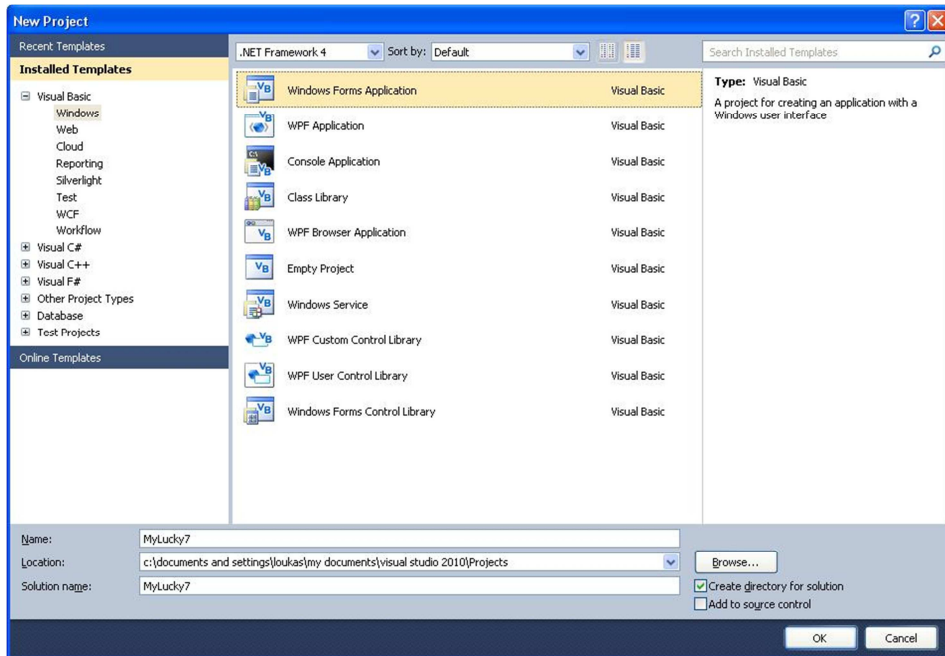 New Project
Recent Templates
Installed Templates
Visual Basic
Windows
Web
Cloud
Reporting
Silverlight
Test
WCF
Workflow
Visual C#
Visual C++
Visual F#
Other Project Types
Database
Test Projects
Online Templates
.NET Framework 4 Sort by: Default
Windows Forms Application Visual Basic
WPF Application Visual Basic
Console Application Visual Basic
Class Library Visual Basic
WPF Browser Application Visual Basic
Empty Project Visual Basic
Windows Service Visual Basic
WPF Custom Control Library Visual Basic
WPF User Control Library Visual Basic
Windows Forms Control Library Visual Basic
Search Installed Templates
Type: Visual Basic
A project for creating an application with a
Windows user interface
Name: MyLucky7
Location: c:\documents and settings\loukas\my documents\visual studio 2010\Projects Browse...
Solution name: MyLucky7
Create directory for solution
Add to source control
OK Cancel